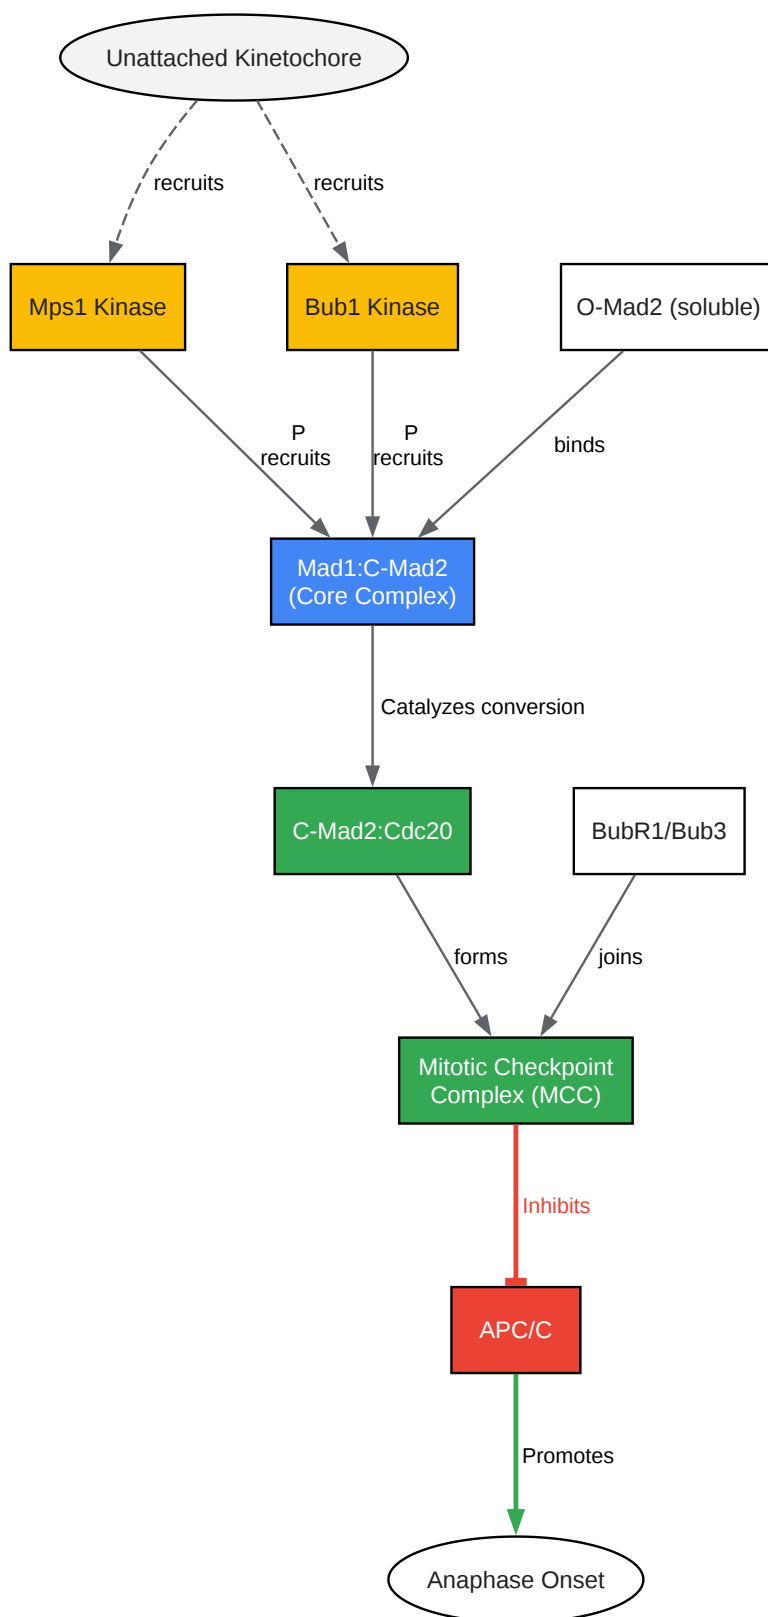 Unattached Kinetochore
recruits
recruits
Mps1 Kinase
Bub1 Kinase
O-Mad2 (soluble)
P
recruits
P
recruits
binds
Mad1:C-Mad2
(Core Complex)
Catalyzes conversion
C-Mad2:Cdc20
BubR1/Bub3
forms
joins
Mitotic Checkpoint
Complex (MCC)
Inhibits
APC/C
Promotes
Anaphase Onset